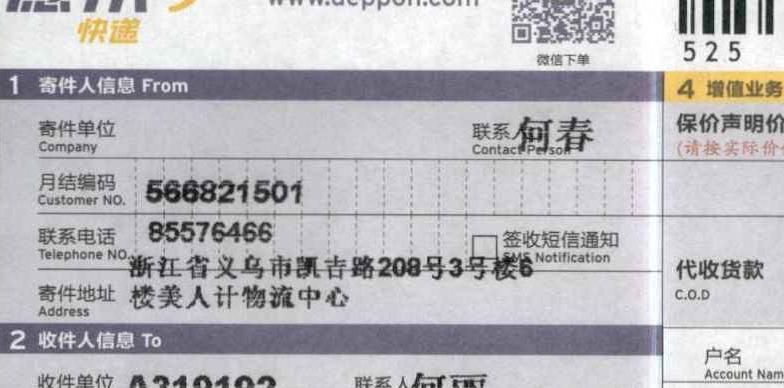 快递
www.deppon.com
微信下单
525
1 寄件人信息 From
4 增值业务
寄件单位
Company
联系 何春
Contact Person
保价声明价
(请按实际价
月结编码 566821501
Customer NO.
联系电话 85576466
Telephone NO.
签收短信通知
SMS Notification
浙江省义乌市凯吉路208号3号楼6
寄件地址 楼美人计物流中心
Address
代收货款
C.O.D
2 收件人信息 To
户名
Account Nam
收件单位 A319192
联系人 何丽